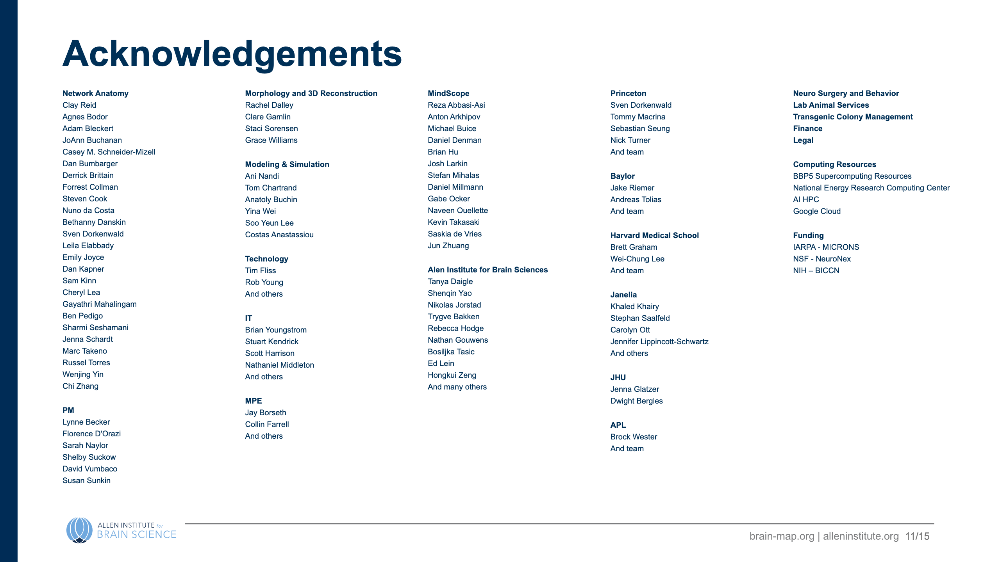 Acknowledgements
Network Anatomy
Clay Reid
Agnes Bodor
Adam Bleckert
JoAnn Buchanan
Casey M. Schneider-Mizell
Dan Bumbarger
Derrick Brittain
Forrest Collman
Steven Cook
Nuno da Costa
Bethanny Danskin
Sven Dorkenwald
Leila Elabbady
Emily Joyce
Dan Kapner
Sam Kinn
Cheryl Lea
Gayathri Mahalingam
Ben Pedigo
Sharmi Seshamani
Jenna Schardt
Marc Takeno
Russel Torres
Wenjing Yin
Chi Zhang
PM
Lynne Becker
Florence D'Orazi
Sarah Naylor
Shelby Suckow
David Vumbaco
Susan Sunkin
Morphology and 3D Reconstruction
Rachel Dalley
Clare Gamlin
Staci Sorensen
Grace Williams
Modeling & Simulation
Ani Nandi
Tom Chartrand
Anatoly Buchin
Yina Wei
Soo Yeun Lee
Costas Anastassiou
Technology
Tim Fliss
Rob Young
And others
IT
Brian Youngstrom
Stuart Kendrick
Scott Harrison
Nathaniel Middleton
And others
MPE
Jay Borseth
Collin Farrell
And others
MindScope
Reza Abbasi-Asi
Anton Arkhipov
Michael Buice
Daniel Denman
Brian Hu
Josh Larkin
Stefan Mihalas
Daniel Millmann
Gabe Ocker
Naveen Ouellette
Kevin Takasaki
Saskia de Vries
Jun Zhuang
Alen Institute for Brain Sciences
Tanya Daigle
Shenqin Yao
Nikolas Jorstad
Trygve Bakken
Rebecca Hodge
Nathan Gouwens
Bosiljka Tasic
Ed Lein
Hongkui Zeng
And many others
Princeton
Sven Dorkenwald
Tommy Macrina
Sebastian Seung
Nick Turner
And team
Baylor
Jake Riemer
Andreas Tolias
And team
Harvard Medical School
Brett Graham
Wei-Chung Lee
And team
Janelia
Khaled Khairy
Stephan Saalfeld
Carolyn Ott
Jennifer Lippincott-Schwartz
And others
JHU
Jenna Glatzer
Dwight Bergles
APL
Brock Wester
And team
Neuro Surgery and Behavior
Lab Animal Services
Transgenic Colony Management
Finance
Legal
Computing Resources
BBP5 Supercomputing Resources
National Energy Research Computing Center
AI HPC
Google Cloud
Funding
IARPA - MICRONS
NSF - NeuroNex
NIH – BICCN
ALLEN INSTITUTE for
BRAIN SCIENCE
brain-map.org | alleninstitute.org 11/15